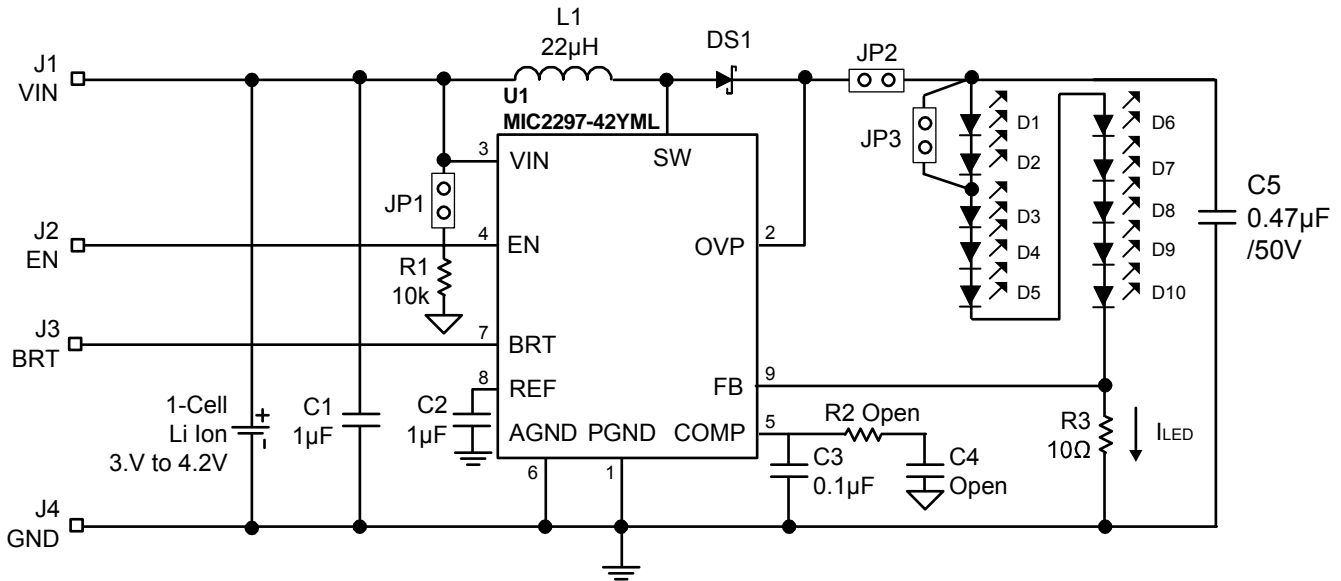 L1
22µH
DS1
JP2
J1
VIN
U1
MIC2297-42YML
3
VIN
SW
JP1
JP3
D1
D2
D3
D4
D5
D6
D7
D8
D9
D10
C5
0.47µF
/50V
J2
EN
4
EN
OVP
2
R1
10k
J3
BRT
7
BRT
8
REF
FB
9
1-Cell
Li Ion
3.V to 4.2V
+
-
C1
1µF
C2
1µF
AGND
PGND
COMP
5
R2 Open
6
1
C3
0.1µF
C4
Open
R3
10Ω
ILED
J4
GND